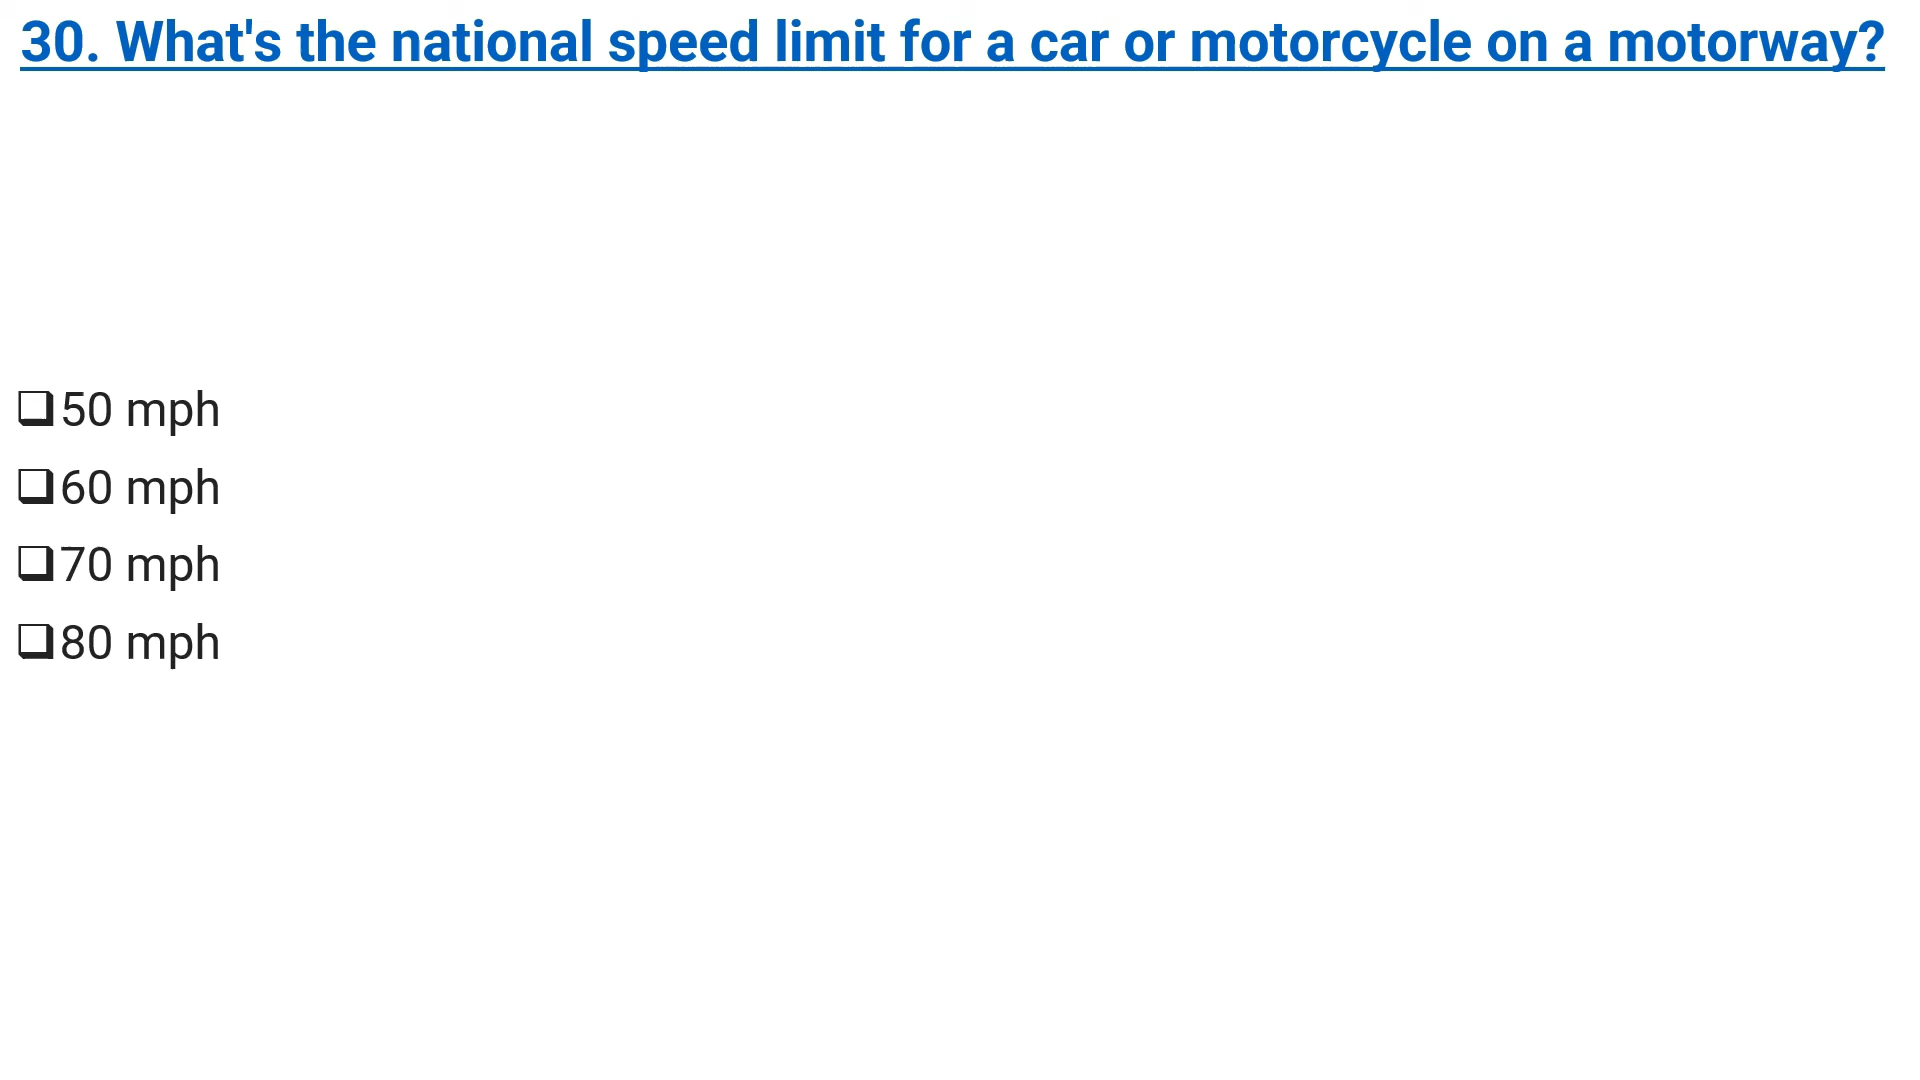 30. What's the national speed limit for a car or motorcycle on a motorway?
❑50 mph
❑60 mph
❑70 mph
❑80 mph